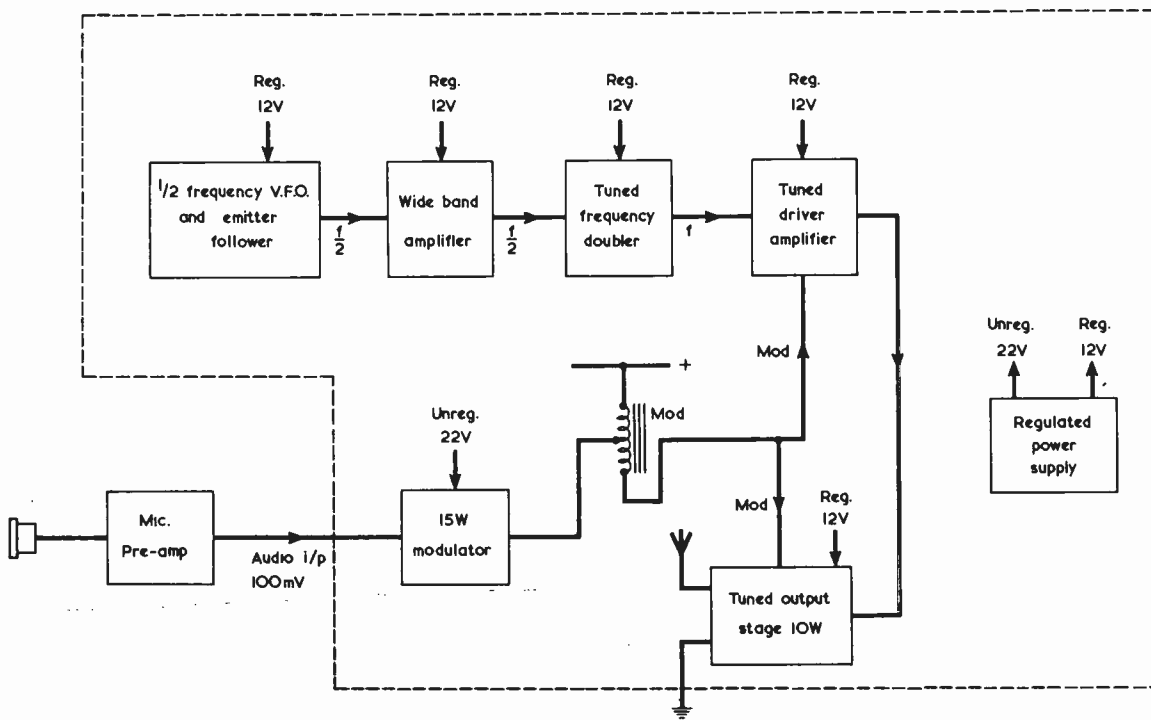 Reg.
12V
Reg.
12V
Reg.
12V
Reg.
12V
1/2 frequency V.F.O.
and emitter
follower
f/2
Wide band
amplifier
f/2
Tuned
frequency
doubler
f
Tuned
driver
amplifier
Unreg.
22V
Reg.
12V
Regulated
power
supply
Mod
+
Mod
Unreg.
22V
Mic.
Pre-amp
Audio i/p
100mV
15W
modulator
Mod
Reg.
12V
Tuned output
stage 10W